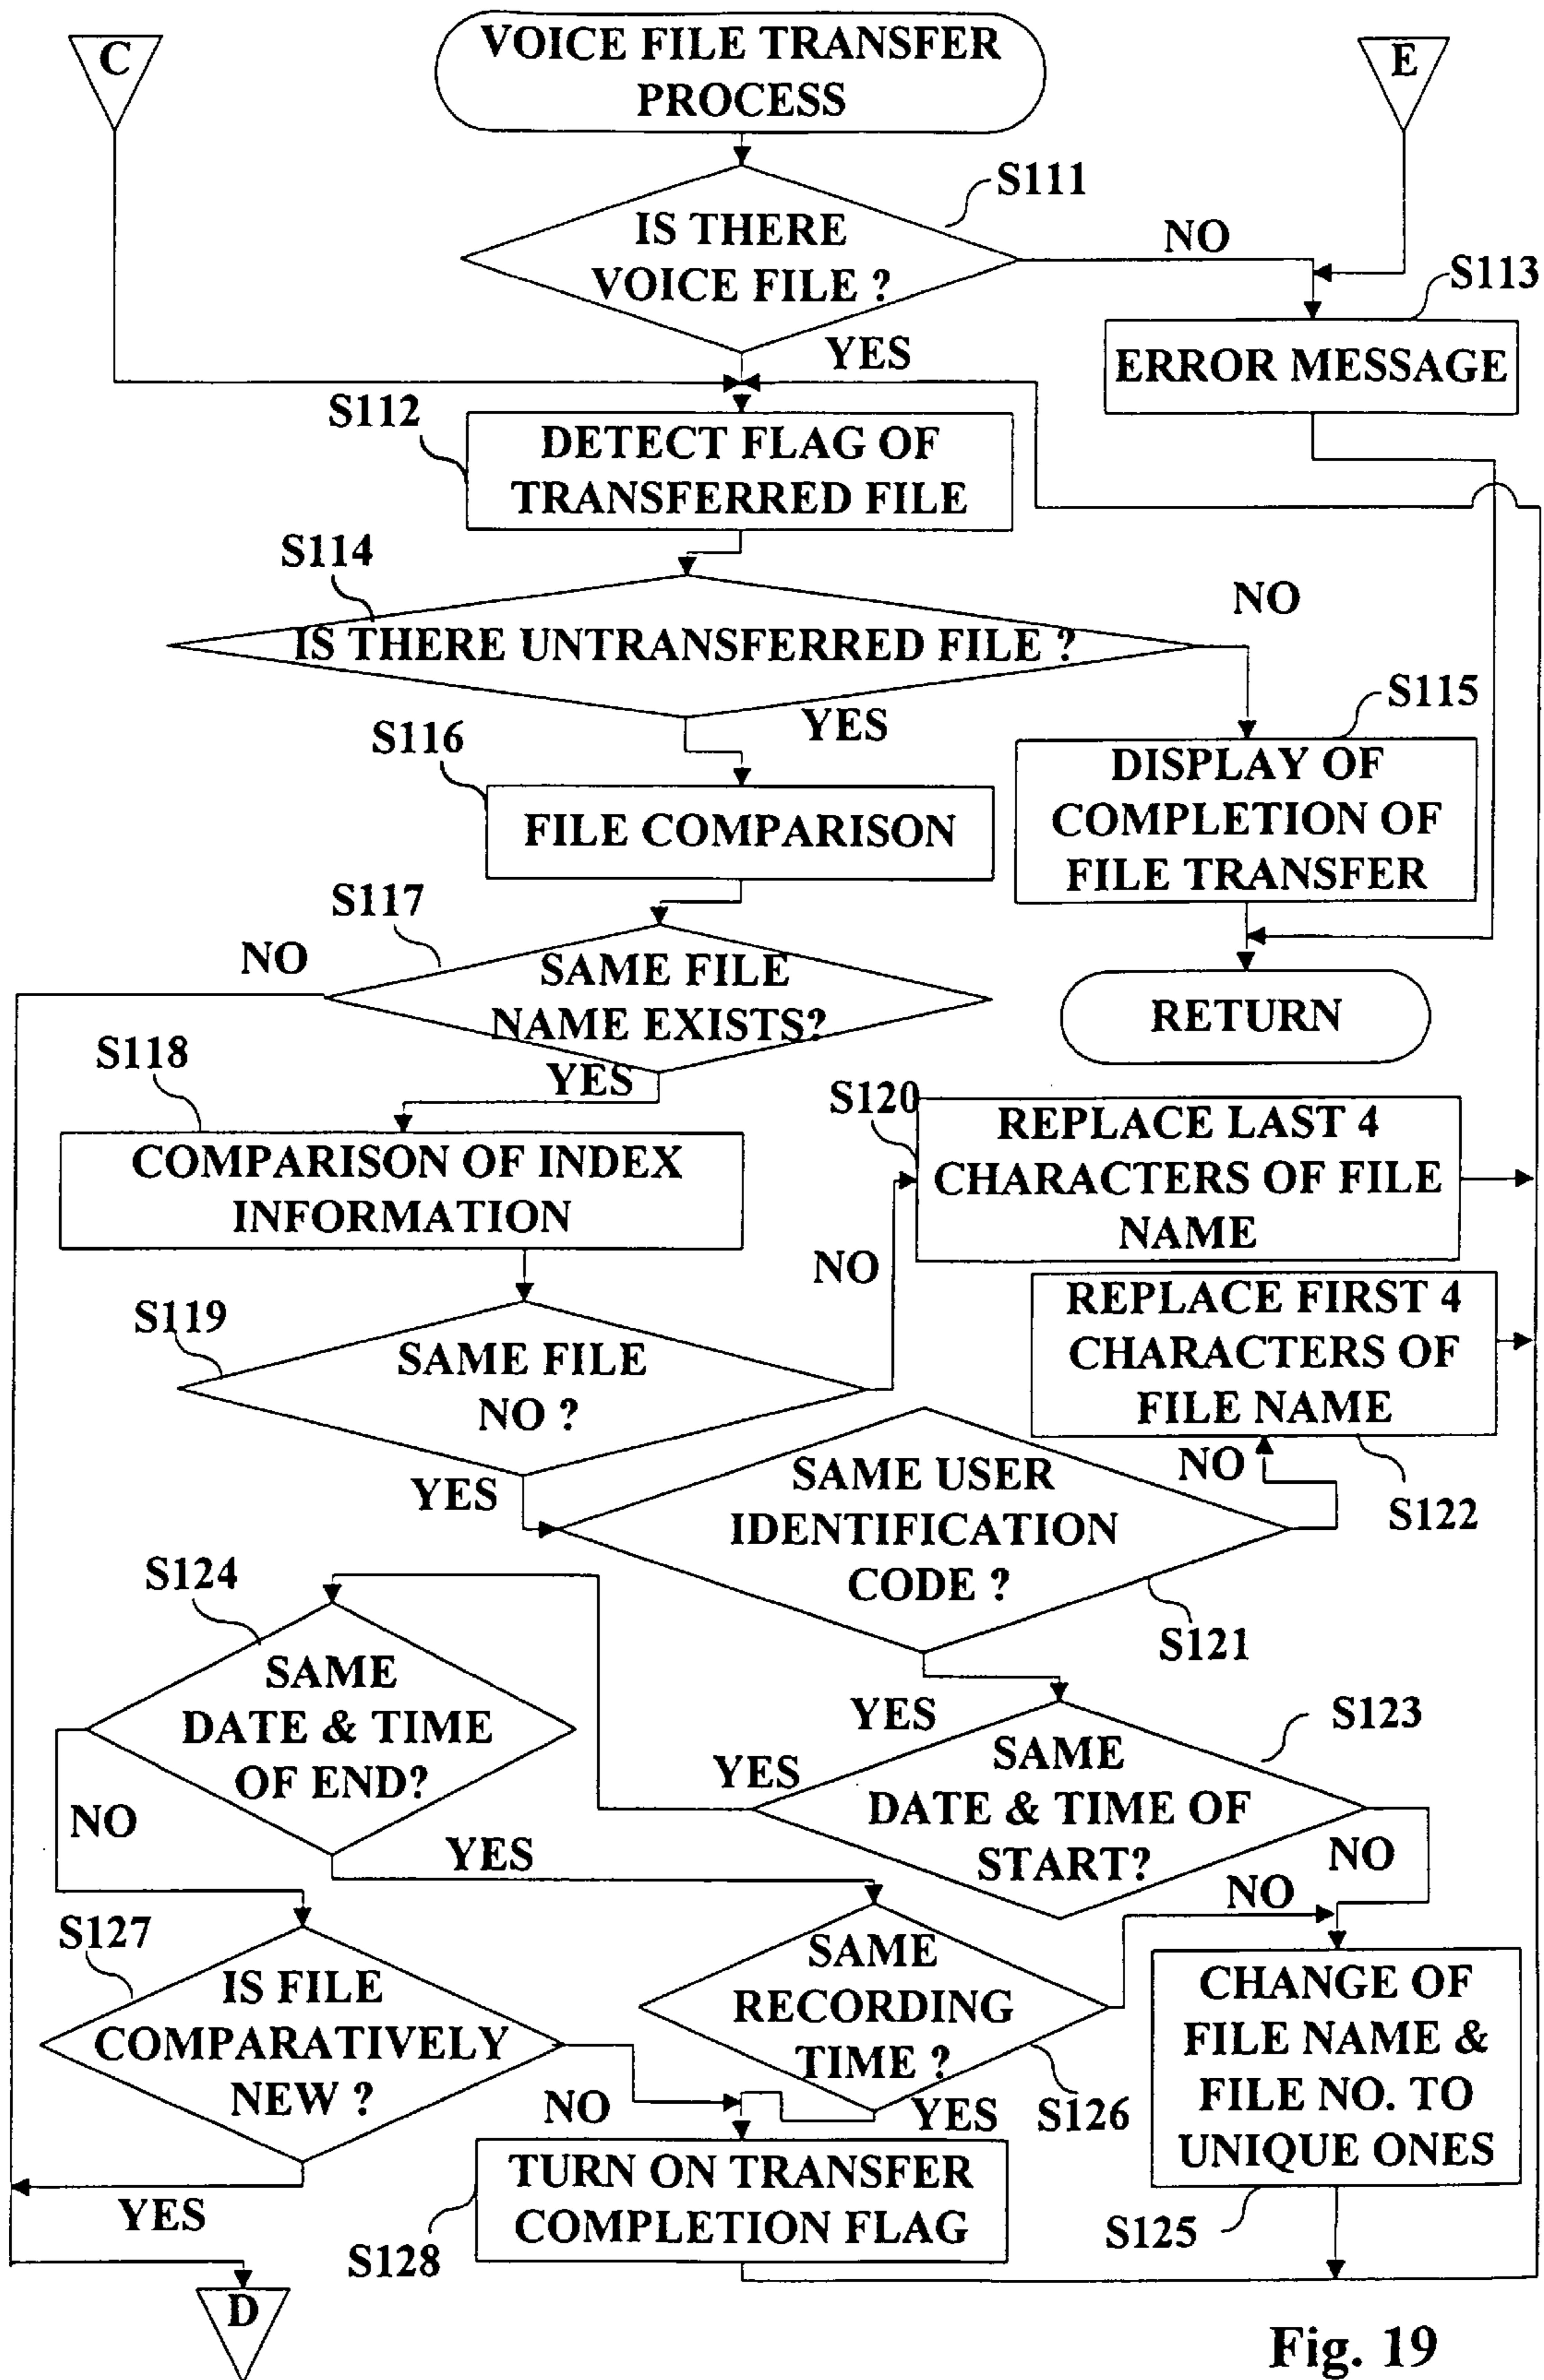 C
VOICE FILE TRANSFER
PROCESS
E
S111
IS THERE
VOICE FILE ?
NO
S113
YES
ERROR MESSAGE
S112
DETECT FLAG OF
TRANSFERRED FILE
S114
NO
IS THERE UNTRANSFERRED FILE ?
S115
YES
S116
DISPLAY OF
COMPLETION OF
FILE TRANSFER
FILE COMPARISON
S117
NO
SAME FILE
NAME EXISTS?
RETURN
S118
YES
S120
REPLACE LAST 4
CHARACTERS OF FILE
NAME
COMPARISON OF INDEX
INFORMATION
NO
REPLACE FIRST 4
CHARACTERS OF
FILE NAME
S119
SAME FILE
NO ?
YES
SAME USER
IDENTIFICATION
CODE ?
NO
S122
S124
S121
SAME
DATE & TIME
OF END?
YES
S123
YES
SAME
DATE & TIME OF
START?
NO
YES
NO
NO
S127
SAME
RECORDING
TIME ?
IS FILE
COMPARATIVELY
NEW ?
CHANGE OF
FILE NAME &
FILE NO. TO
UNIQUE ONES
NO
YES
S126
TURN ON TRANSFER
COMPLETION FLAG
YES
S125
S128
D
Fig. 19